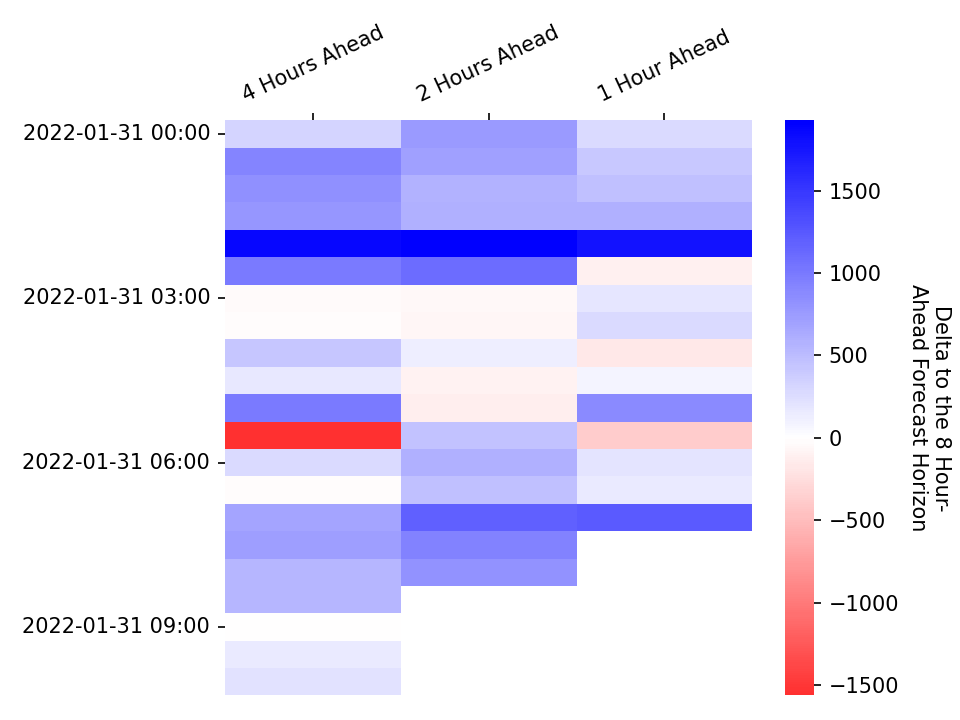 4 Hours Ahead
2 Hours Ahead
1 Hour Ahead
2022-01-31 00:00
2022-01-31 03:00
2022-01-31 06:00
2022-01-31 09:00
1500
1000
500
0
−500
−1000
−1500
Delta to the 8 Hour-
Ahead Forecast Horizon